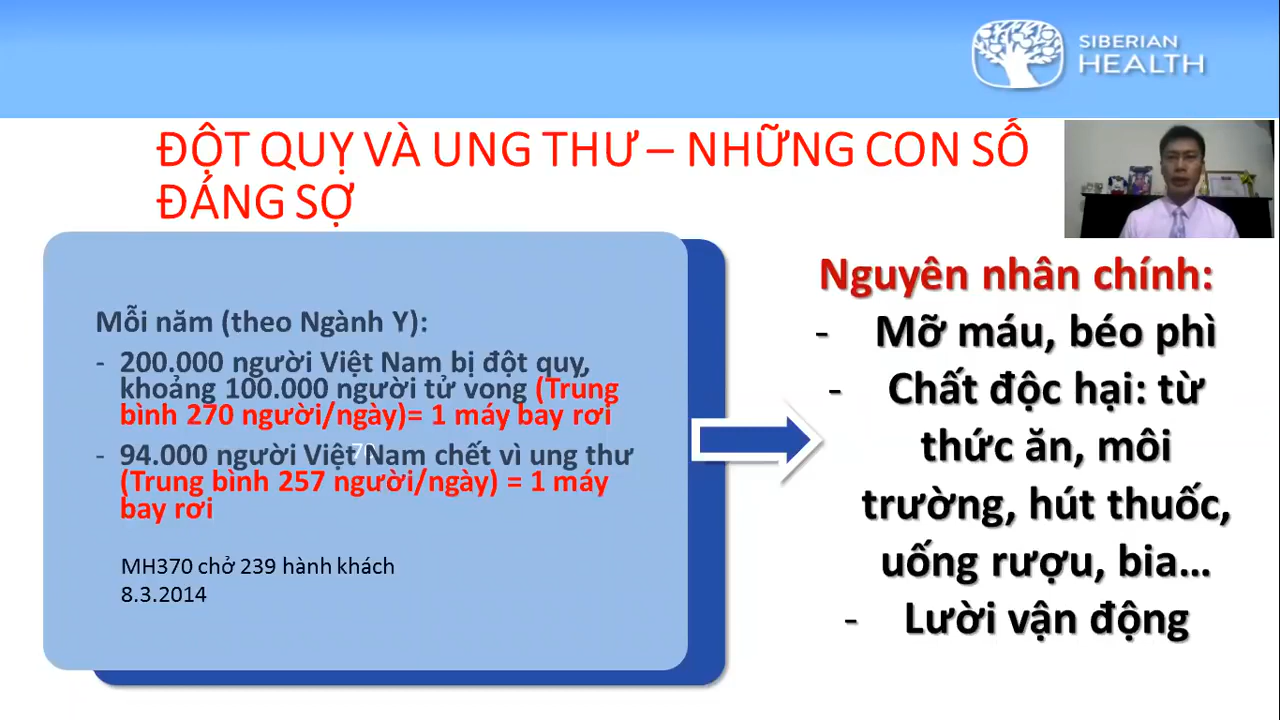 SIBERIAN
HEALTH
ĐỘT QUỴ VÀ UNG THƯ – NHỮNG CON SỐ
ĐÁNG SỢ
Mỗi năm (theo Ngành Y):
- 200.000 người Việt Nam bị đột quy,
khoảng 100.000 người tử vong (Trung
bình 270 người/ngày)= 1 máy bay rơi
- 94.000 người Việt Nam chết vì ung thư
(Trung bình 257 người/ngày) = 1 máy
bay rơi
MH370 chở 239 hành khách
8.3.2014
Nguyên nhân chính:
- Mỡ máu, béo phì
- Chất độc hại: từ
thức ăn, môi
trường, hút thuốc,
uống rượu, bia...
- Lười vận động